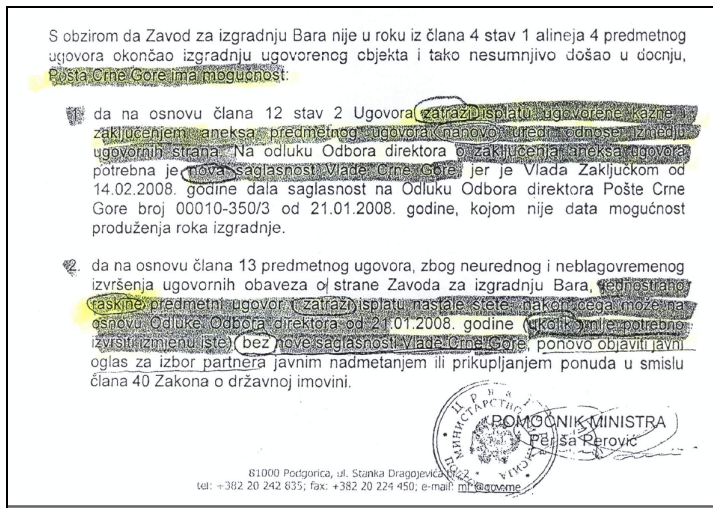 S obzirom da Zavod za izgradnju Bara nije u roku iz člana 4 stav 1 alineja 4 predmetnog
ugovora okončao izgradnju ugovorenog objekta i tako nesumnjivo došao u docnju,
Pošta Crne Gore ima mogućnost:
1. da na osnovu člana 12 stav 2 Ugovora zatraži isplatu ugovorene kazne i
zaključenjem aneksa predmetnog ugovora nanovo uredi odnose između
ugovornih strana. Na odluku Odbora direktora o zaključenja aneksa ugovora
potrebna je nova saglasnost Vlade Crne Gore, jer je Vlada Zaključkom od
14.02.2008. godine dala saglasnost na Odluku Odbora direktora Pošte Crne
Gore broj 00010-350/3 od 21.01.2008. godine, kojom nije data mogućnost
produženja roka izgradnje.
2. da na osnovu člana 13 predmetnog ugovora, zbog neurednog i neblagovremenog
izvršenja ugovornih obaveza od strane Zavoda za izgradnju Bara, jednostrano
raskine predmetni ugovor i zatraži isplatu nastale štete, nakon čega može na
osnovu Odluke Odbora direktora od 21.01.2008. godine (ukoliko nije potrebno
izvršiti izmjenu iste) bez nove saglasnosti Vlade Crne Gore, ponovo objaviti javni
oglas za izbor partnera javnim nadmetanjem ili prikupljanjem ponuda u smislu
člana 40 Zakona o državnoj imovini.
POMOĆNIK MINISTRA
Perša Perović
81000 Podgorica, ul. Stanka Dragojevića 2
tel: +382 20 242 835; fax: +382 20 224 450; e-mail: mf@gov.me